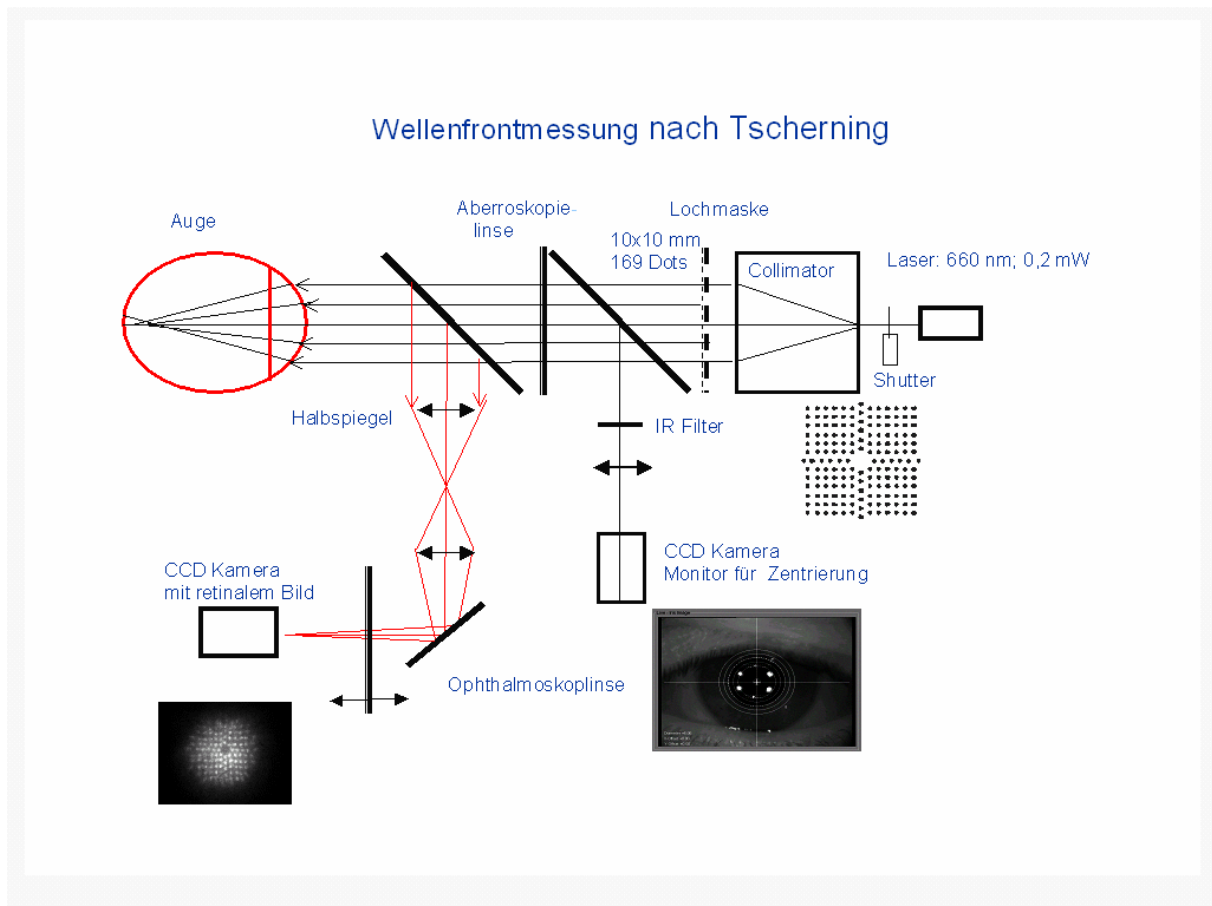 Wellenfrontmessung nach Tscherning
Auge
Aberroskopie-
linse
Lochmaske
10x10 mm
169 Dots
Collimator
Laser: 660 nm; 0,2 mW
Shutter
Halbspiegel
IR Filter
CCD Kamera
Monitor für Zentrierung
CCD Kamera
mit retinalem Bild
Ophthalmoskoplinse